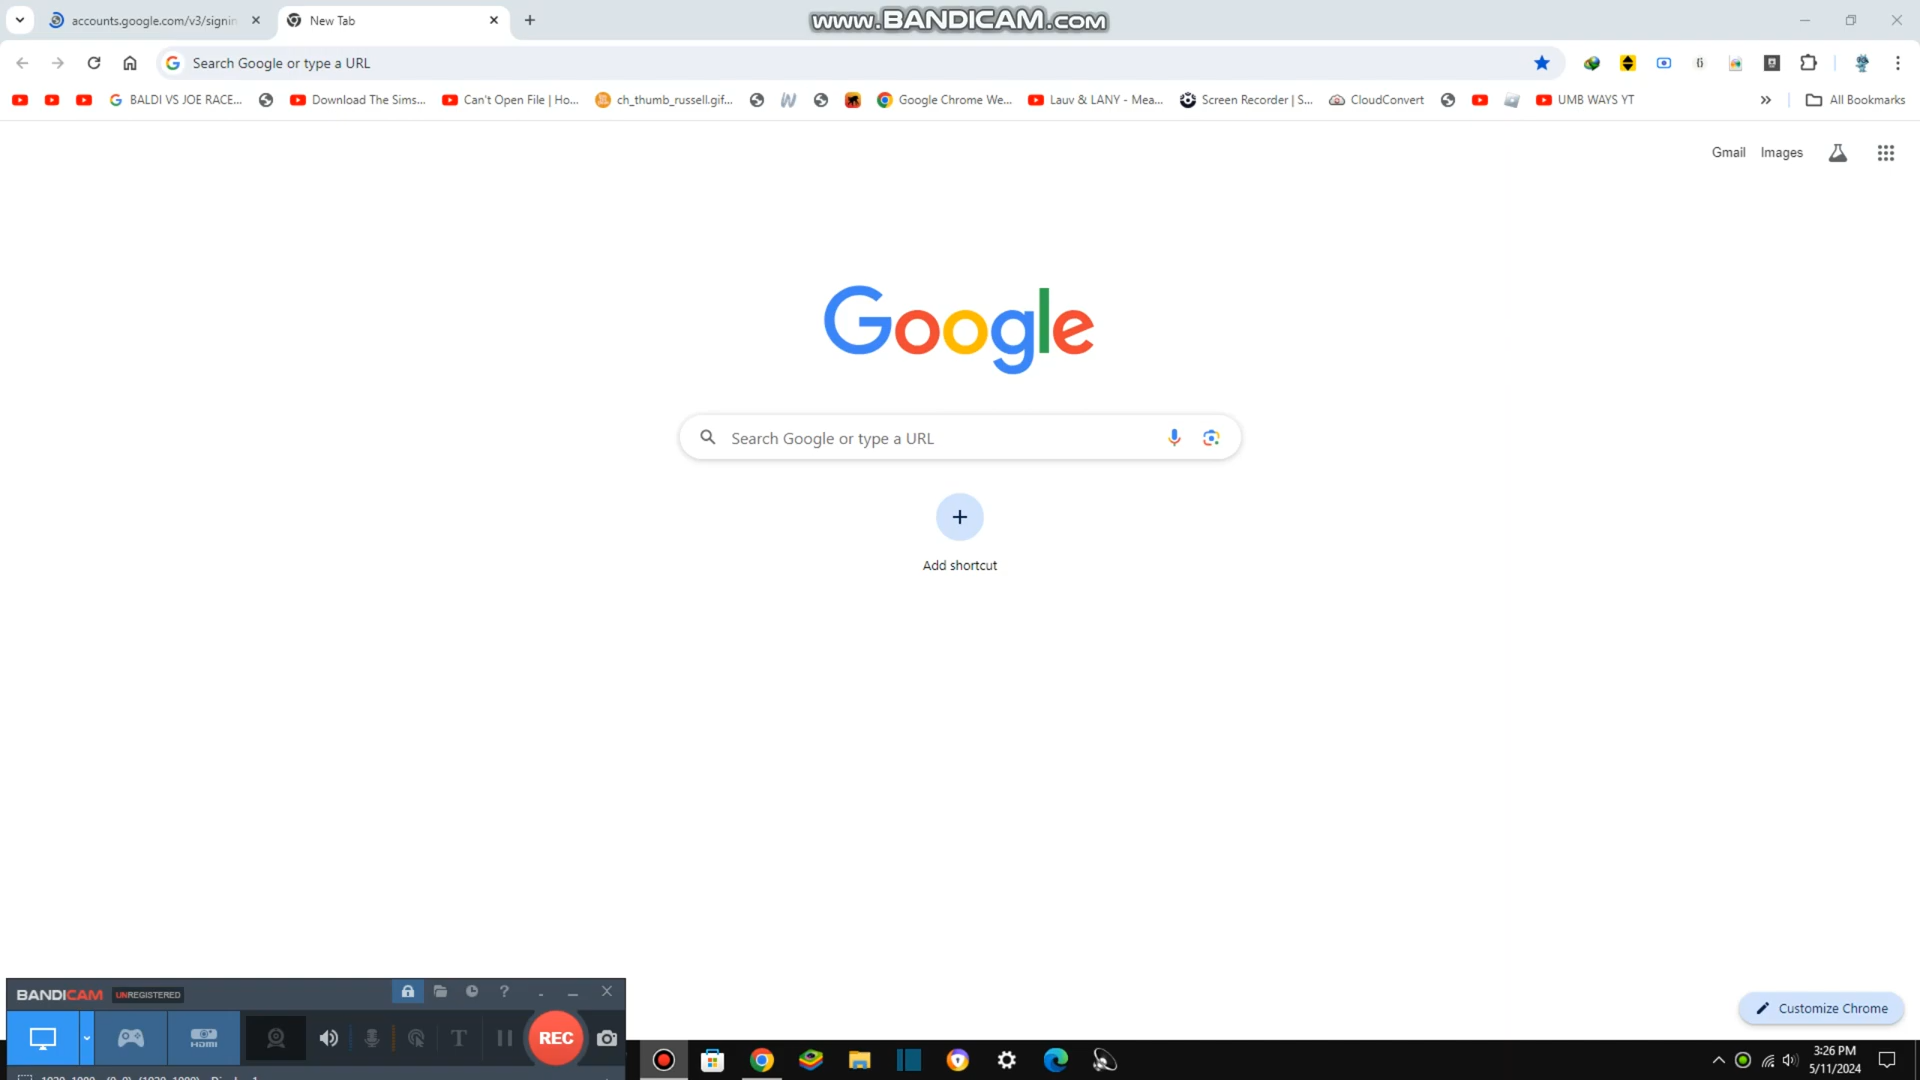 accounts.google.com/v3/signin
New Tab
www.BANDICAM.com
Search Google or type a URL
BALDI VS JOE RACE...
Download The Sims...
Can't Open File | Ho...
ch_thumb_russell.gif...
Google Chrome We...
Lauv & LANY - Mea...
Screen Recorder | S...
CloudConvert
UMB WAYS YT
All Bookmarks
Gmail
Images
Google
Search Google or type a URL
Add shortcut
Customize Chrome
BANDICAM
UNREGISTERED
HDMI
REC
3:26 PM
5/11/2024